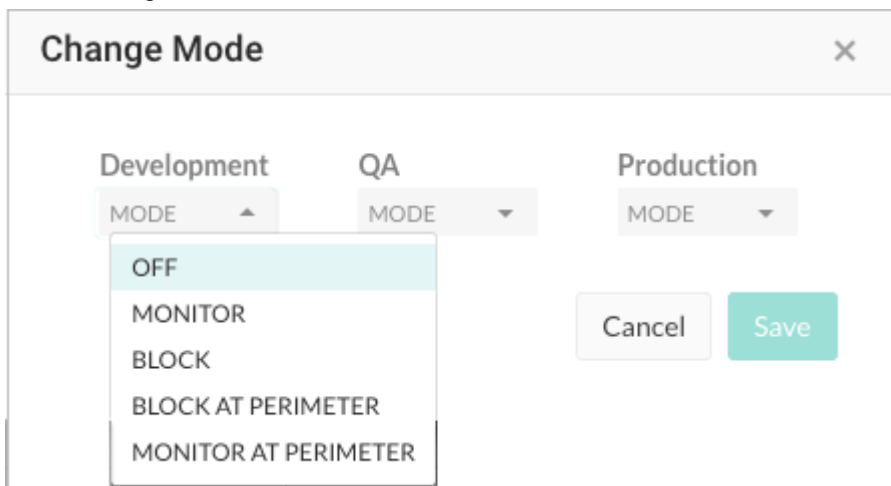 Change Mode
Development QA Production
MODE MODE MODE
OFF
MONITOR
BLOCK
BLOCK AT PERIMETER
MONITOR AT PERIMETER
Cancel Save